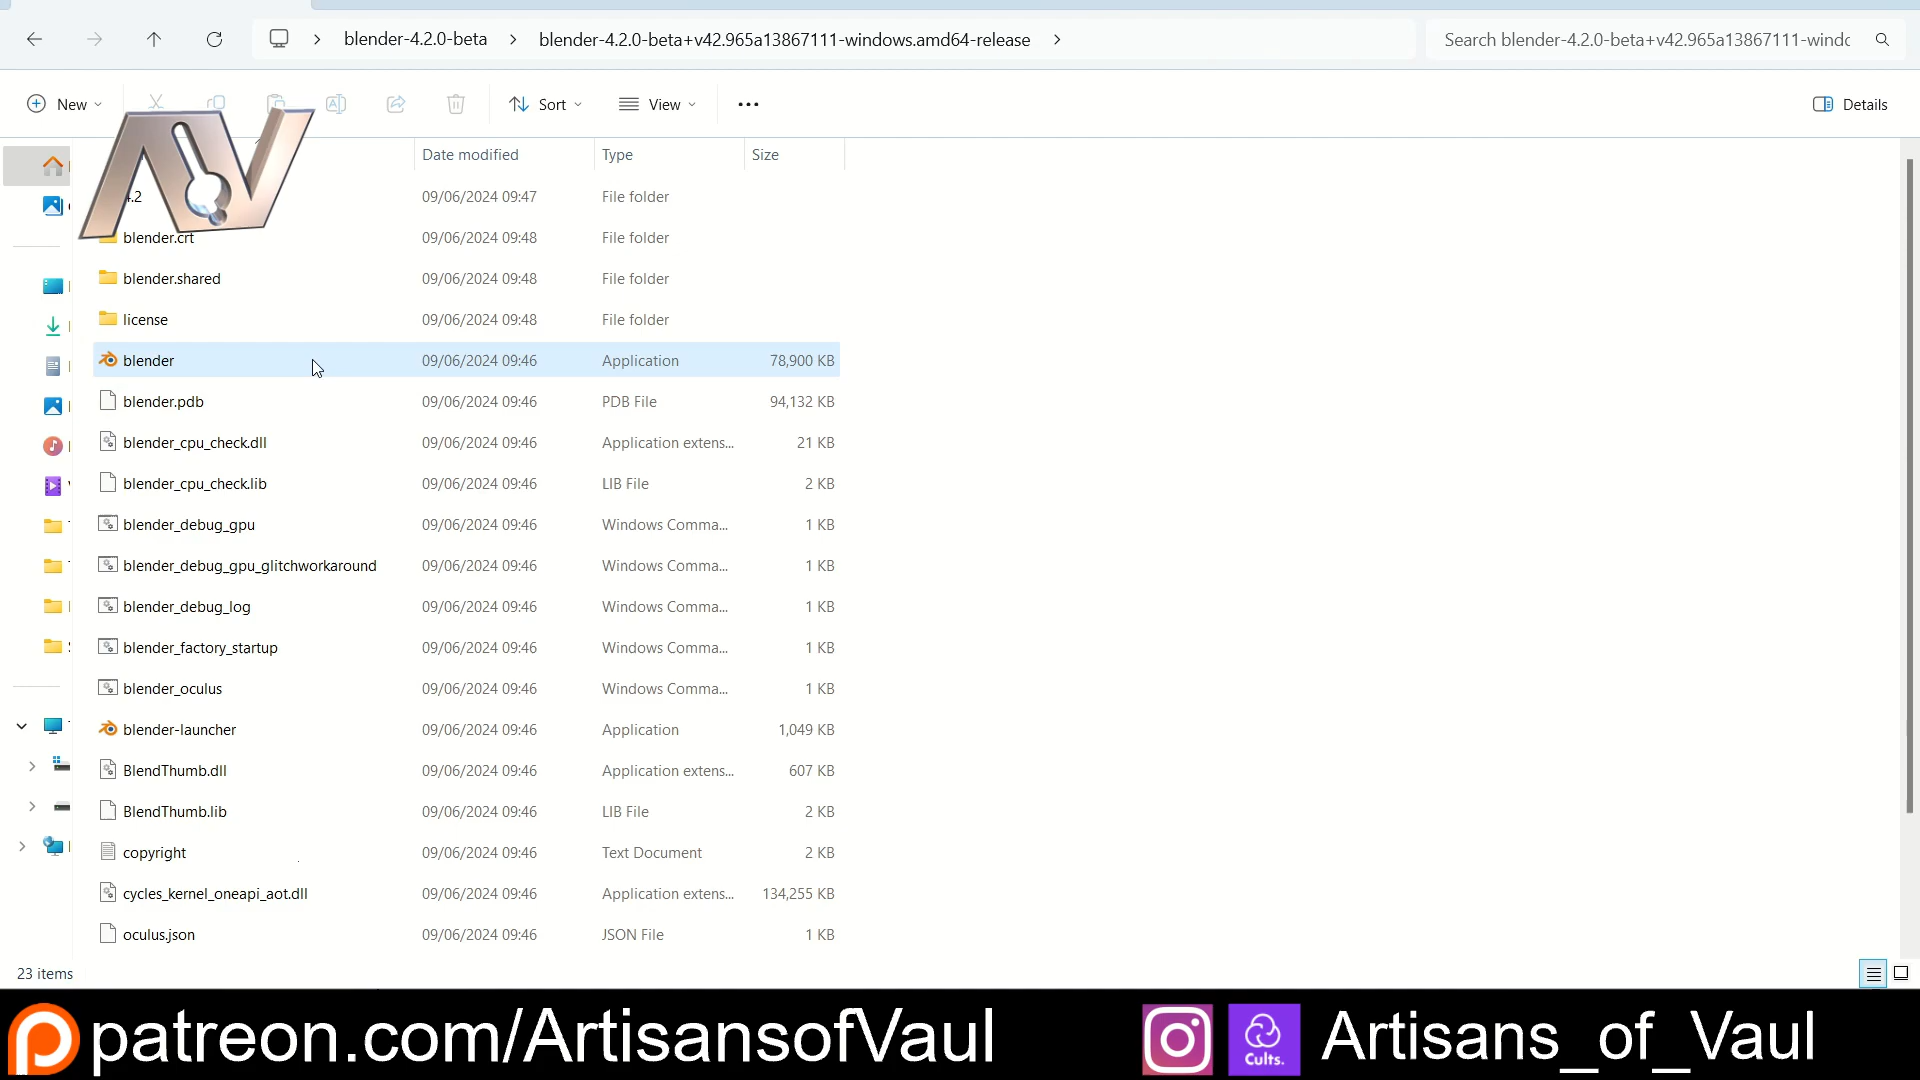 blender-4.2.0-beta > blender-4.2.0-beta+v42.965a13867111-windows.amd64-release >
Search blender-4.2.0-beta+v42.965a13867111-windc
New
Sort
View
Details
Date modified Type Size
4.2 09/06/2024 09:47 File folder
blender.crt 09/06/2024 09:48 File folder
blender.shared 09/06/2024 09:48 File folder
license 09/06/2024 09:48 File folder
blender 09/06/2024 09:46 Application 78,900 KB
blender.pdb 09/06/2024 09:46 PDB File 94,132 KB
blender_cpu_check.dll 09/06/2024 09:46 Application extens... 21 KB
blender_cpu_check.lib 09/06/2024 09:46 LIB File 2 KB
blender_debug_gpu 09/06/2024 09:46 Windows Comma... 1 KB
blender_debug_gpu_glitchworkaround 09/06/2024 09:46 Windows Comma... 1 KB
blender_debug_log 09/06/2024 09:46 Windows Comma... 1 KB
blender_factory_startup 09/06/2024 09:46 Windows Comma... 1 KB
blender_oculus 09/06/2024 09:46 Windows Comma... 1 KB
blender-launcher 09/06/2024 09:46 Application 1,049 KB
BlendThumb.dll 09/06/2024 09:46 Application extens... 607 KB
BlendThumb.lib 09/06/2024 09:46 LIB File 2 KB
copyright 09/06/2024 09:46 Text Document 2 KB
cycles_kernel_oneapi_aot.dll 09/06/2024 09:46 Application extens... 134,255 KB
oculus.json 09/06/2024 09:46 JSON File 1 KB
23 items
patreon.com/ArtisansofVaul
Cults.
Artisans_of_Vaul